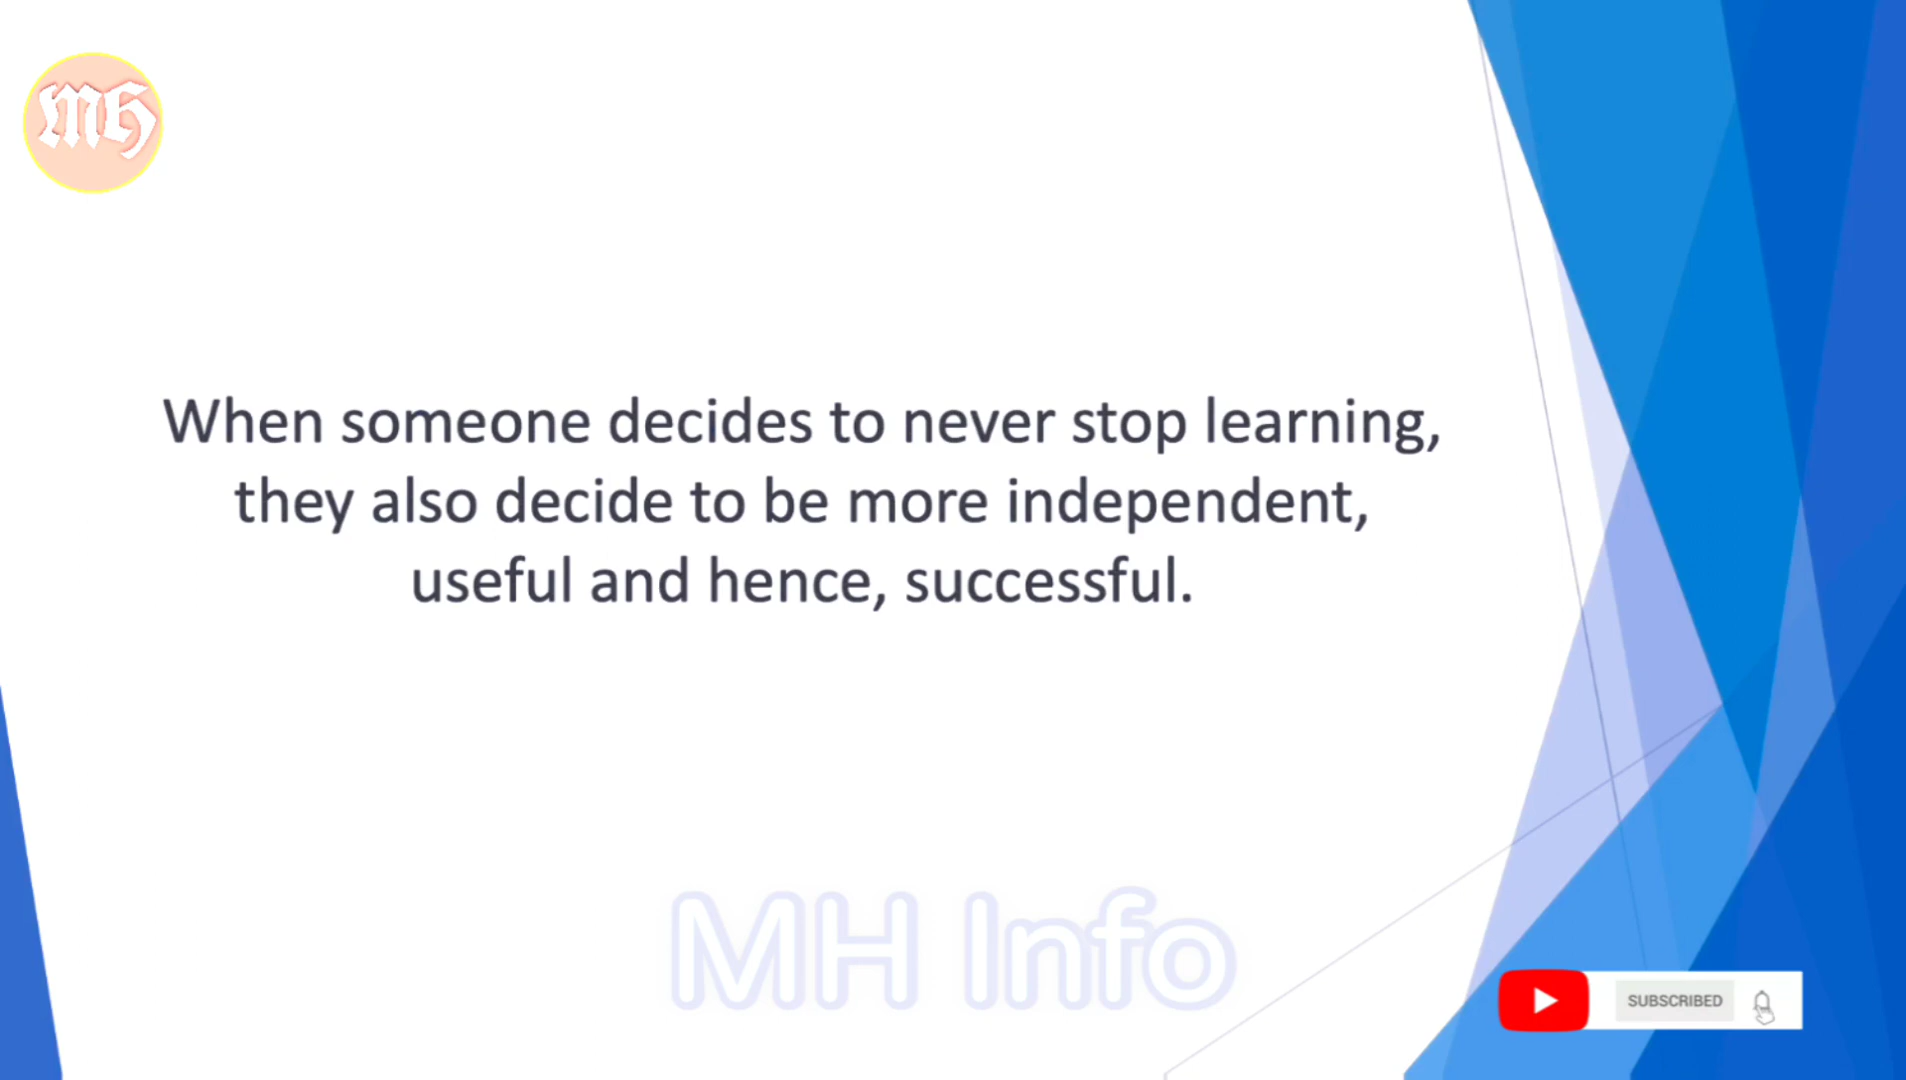 MH
When someone decides to never stop learning,
they also decide to be more independent,
useful and hence, successful.
MH Info
SUBSCRIBED